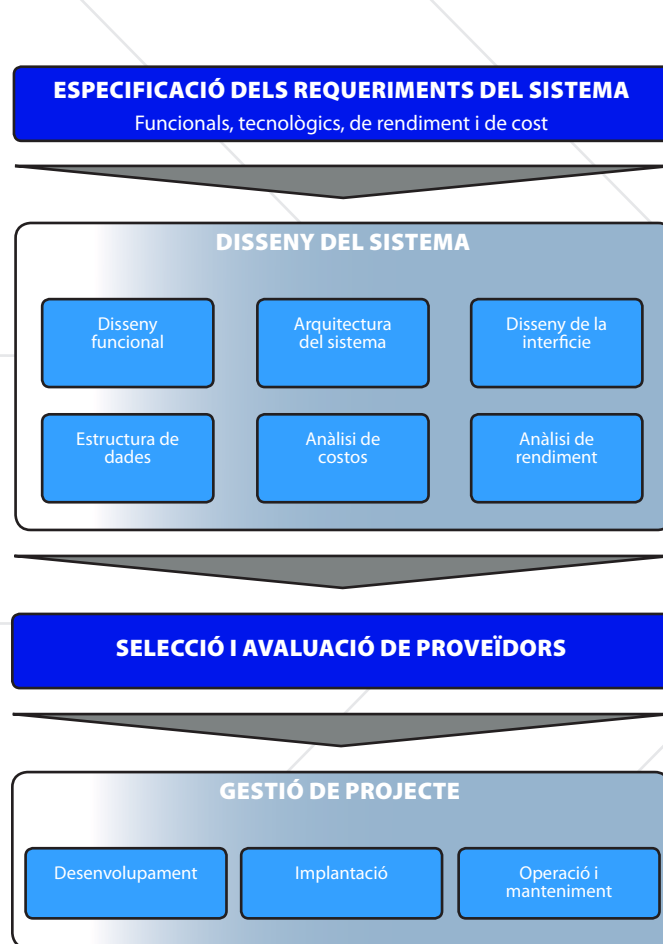 ESPECIFICACIÓ DELS REQUERIMENTS DEL SISTEMA
Funcionals, tecnològics, de rendiment i de cost
DISSENY DEL SISTEMA
Disseny
funcional
Arquitectura
del sistema
Disseny de la
interfície
Estructura de
dades
Anàlisi de
costos
Anàlisi de
rendiment
SELECCIÓ I AVALUACIÓ DE PROVEÏDORS
GESTIÓ DE PROJECTE
Desenvolupament
Implantació
Operació i
manteniment